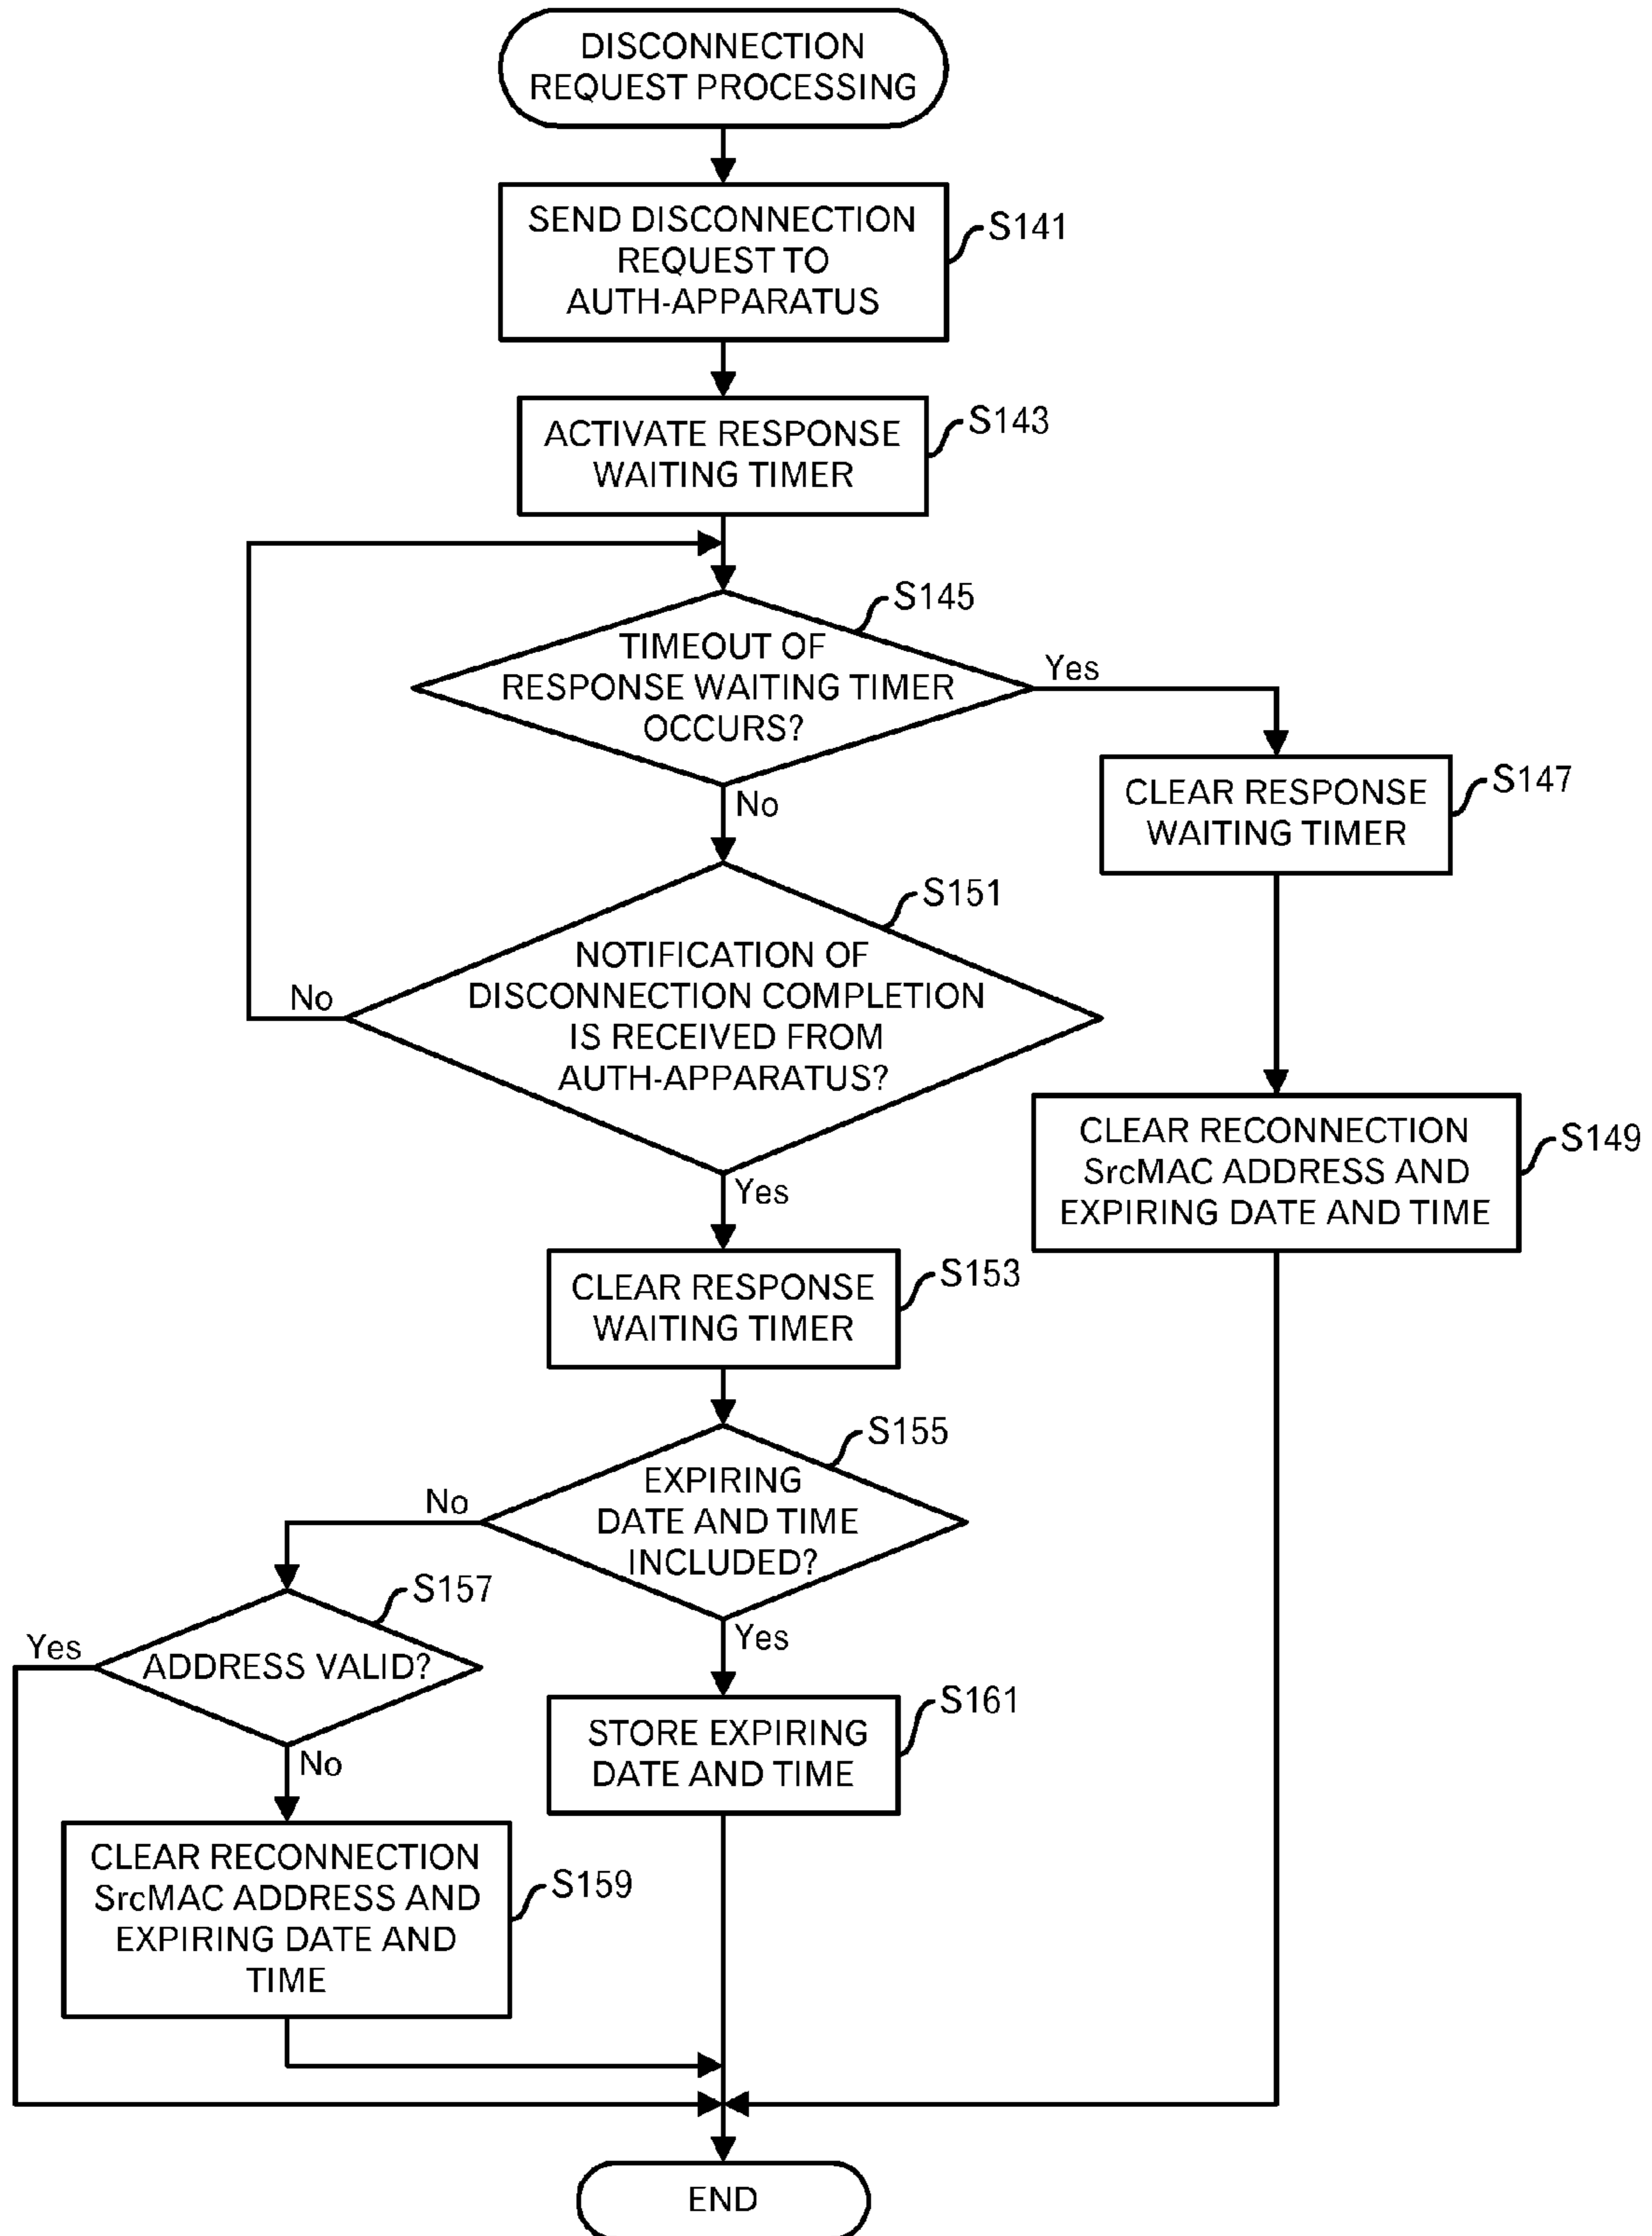 DISCONNECTION
REQUEST PROCESSING
SEND DISCONNECTION
REQUEST TO
AUTH-APPARATUS
S141
ACTIVATE RESPONSE
WAITING TIMER
S143
S145
TIMEOUT OF
RESPONSE WAITING TIMER
OCCURS?
Yes
No
CLEAR RESPONSE
WAITING TIMER
S147
S151
NOTIFICATION OF
DISCONNECTION COMPLETION
IS RECEIVED FROM
AUTH-APPARATUS?
No
Yes
CLEAR RECONNECTION
SrcMAC ADDRESS AND
EXPIRING DATE AND TIME
S149
CLEAR RESPONSE
WAITING TIMER
S153
S155
EXPIRING
DATE AND TIME
INCLUDED?
No
Yes
S157
ADDRESS VALID?
Yes
No
STORE EXPIRING
DATE AND TIME
S161
CLEAR RECONNECTION
SrcMAC ADDRESS AND
EXPIRING DATE AND
TIME
S159
END